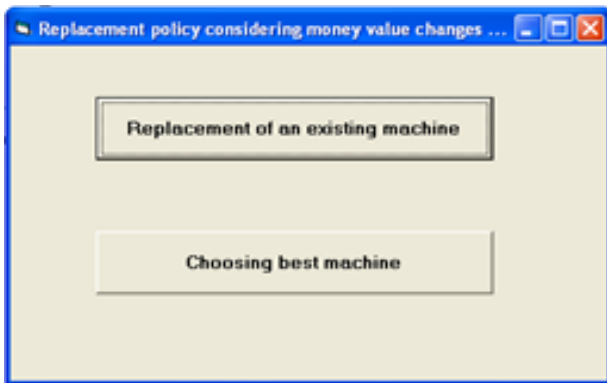 Replacement policy considering money value changes ...
Replacement of an existing machine
Choosing best machine